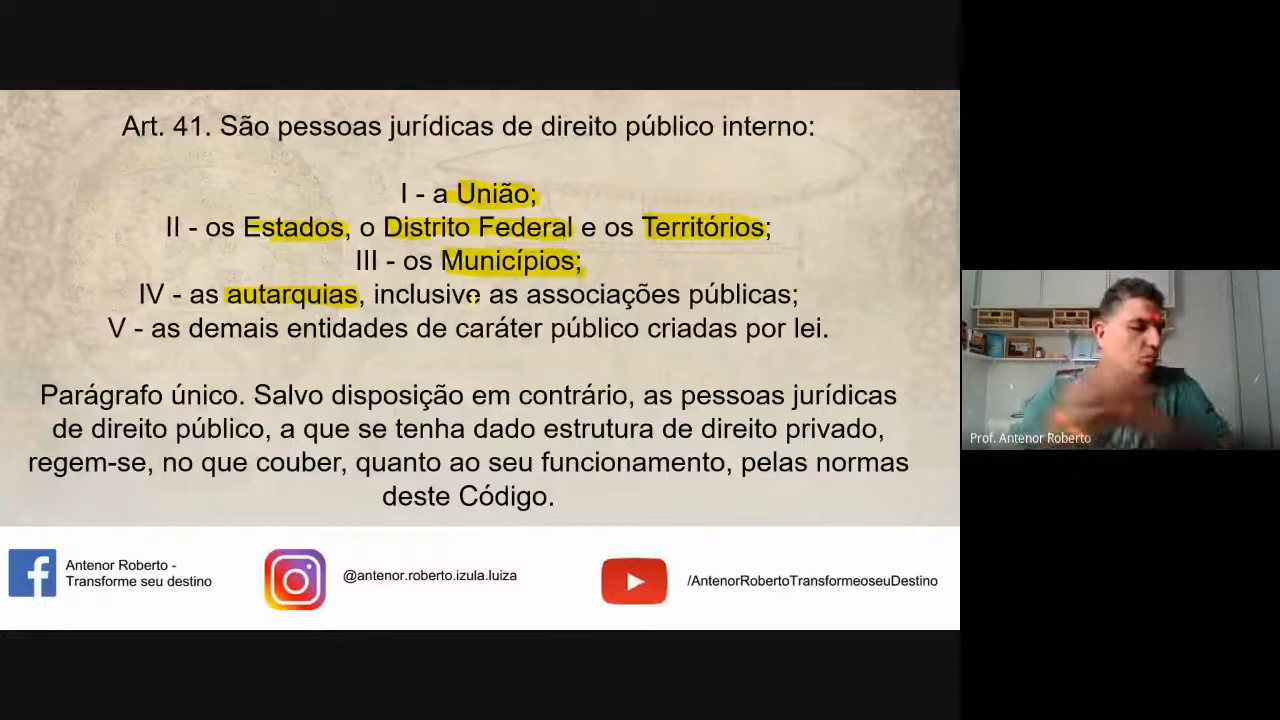 Art. 41. São pessoas jurídicas de direito público interno:
I - a União;
II - os Estados, o Distrito Federal e os Territórios;
III - os Municípios;
IV - as autarquias, inclusive as associações públicas;
V - as demais entidades de caráter público criadas por lei.
Parágrafo único. Salvo disposição em contrário, as pessoas jurídicas
de direito público, a que se tenha dado estrutura de direito privado,
regem-se, no que couber, quanto ao seu funcionamento, pelas normas
deste Código.
Antenor Roberto -
Transforme seu destino
@antenor.roberto.izula.luiza
/AntenorRobertoTransformeoseuDestino
Prof. Antenor Roberto